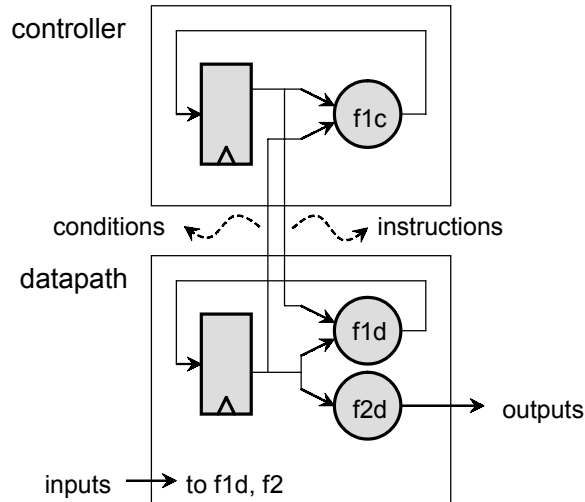 controller
f1c
conditions
instructions
datapath
f1d
f2d
outputs
inputs
to f1d, f2